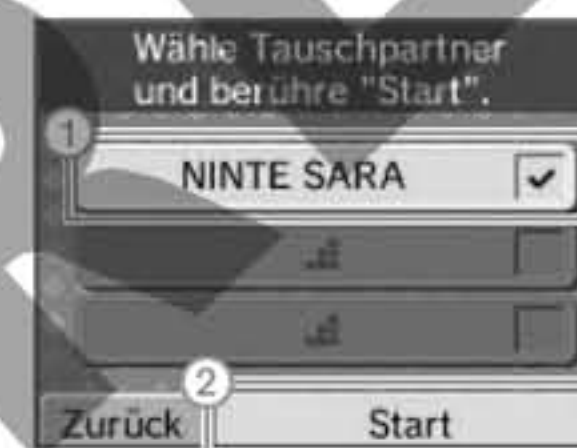 Wähle Tauschpartner
und berühre "Start".
1
NINTE SARA
2
Zurück
Start